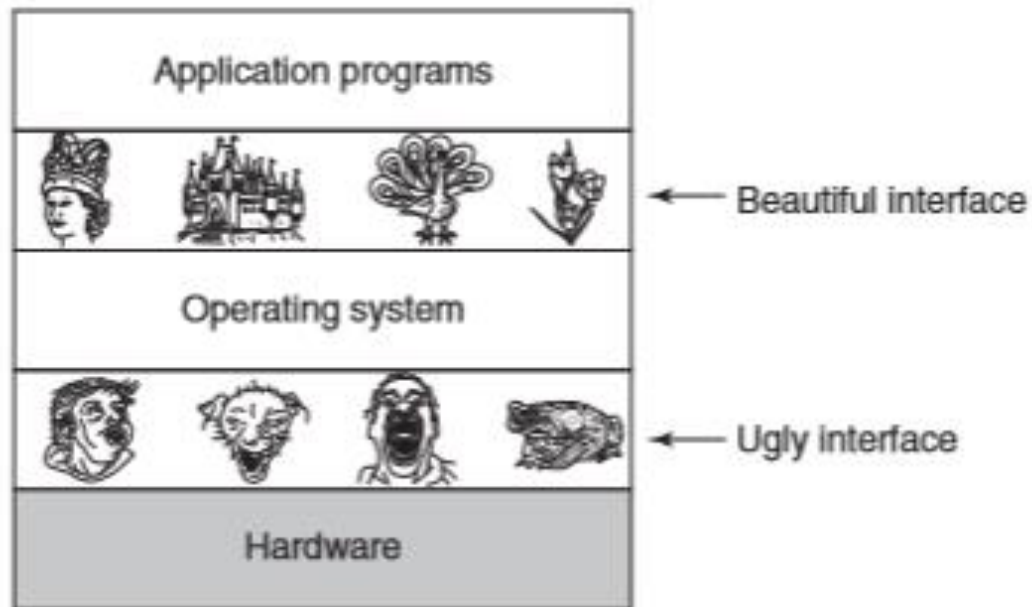 Application programs
Beautiful interface
Operating system
Ugly interface
Hardware